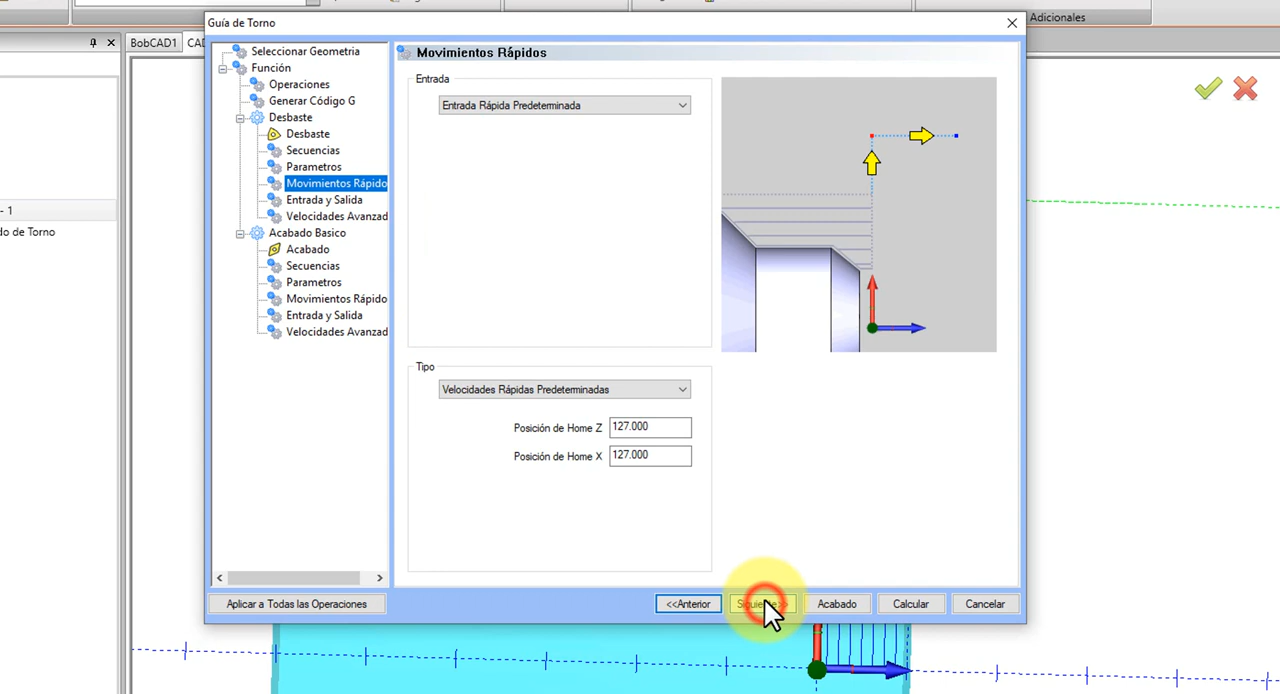 Adicionales
BobCAD1
CAD
- 1
do de Torno
Guía de Torno
Seleccionar Geometria
Función
Operaciones
Generar Código G
Desbaste
Desbaste
Secuencias
Parametros
Movimientos Rápido
Entrada y Salida
Velocidades Avanzad
Acabado Basico
Acabado
Secuencias
Parametros
Movimientos Rápido
Entrada y Salida
Velocidades Avanzad
Movimientos Rápidos
Entrada
Entrada Rápida Predeterminada
Tipo
Velocidades Rápidas Predeterminadas
Posición de Home Z 127.000
Posición de Home X 127.000
Aplicar a Todas las Operaciones
<<Anterior
Siguiente>>
Acabado
Calcular
Cancelar